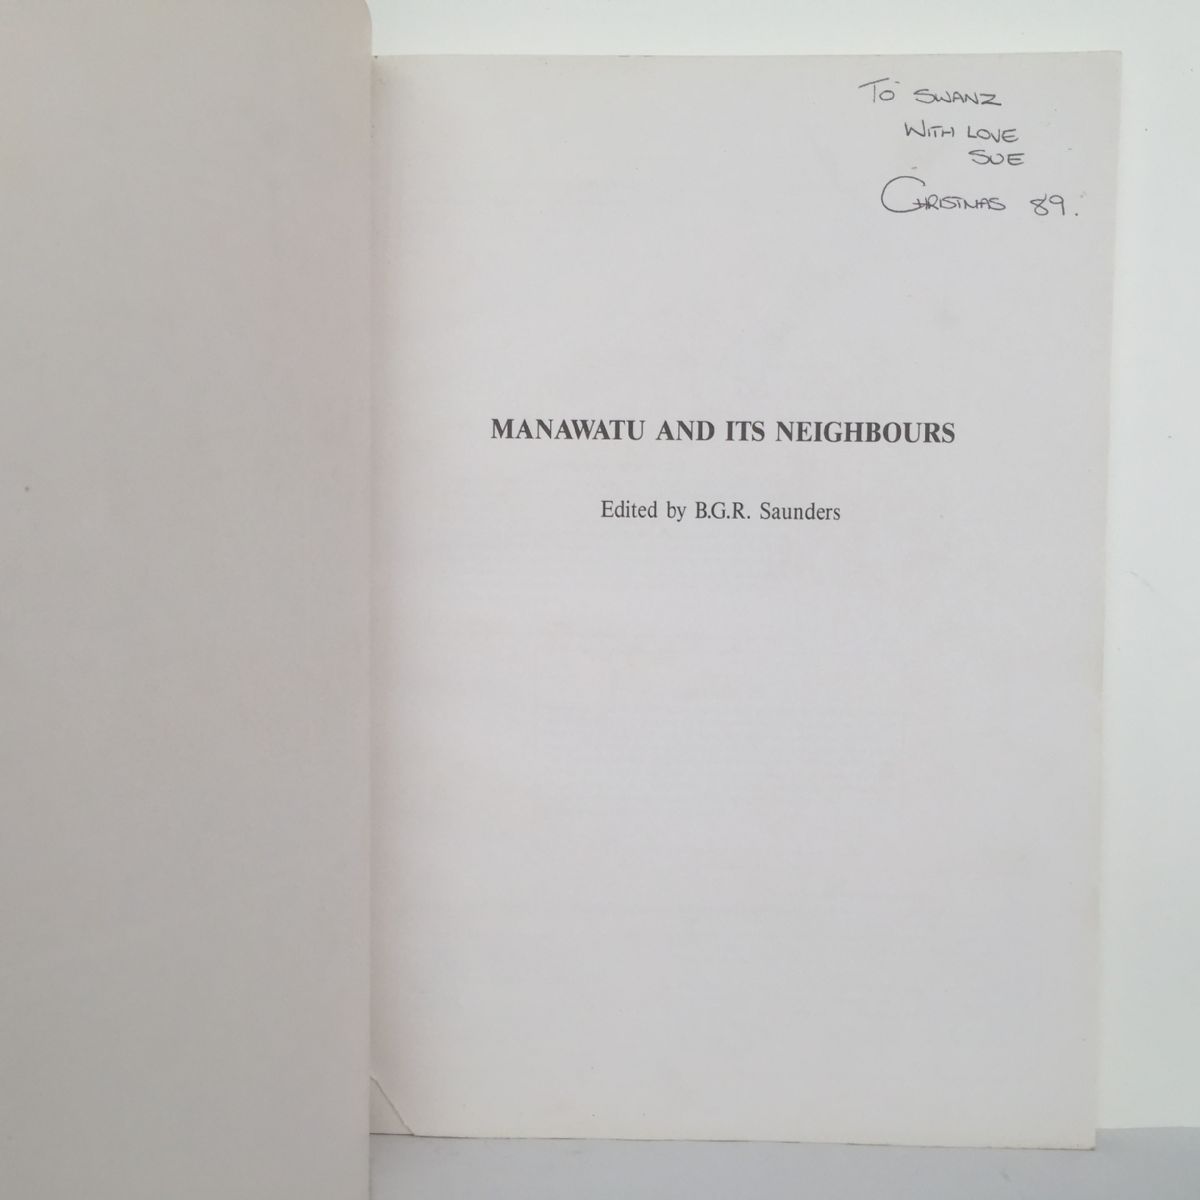 TO SWANZ
WITH LOVE
SUE
CHRISTMAS 89.
MANAWATU AND ITS NEIGHBOURS
Edited by B.G.R. Saunders